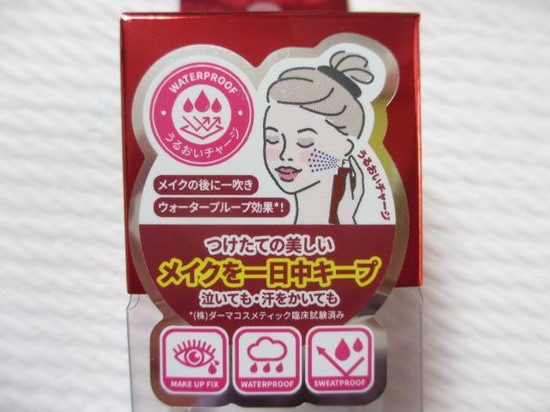 WATERPROOF
うるおいチャージ
うるおいチャージ
メイクの後に一吹き
ウォータープルーフ効果*!
つけたての美しい
メイクを一日中キープ
泣いても・汗をかいても
*(株)ダーマコスメティック臨床試験済み
MAKE UP FIX
WATERPROOF
SWEATPROOF